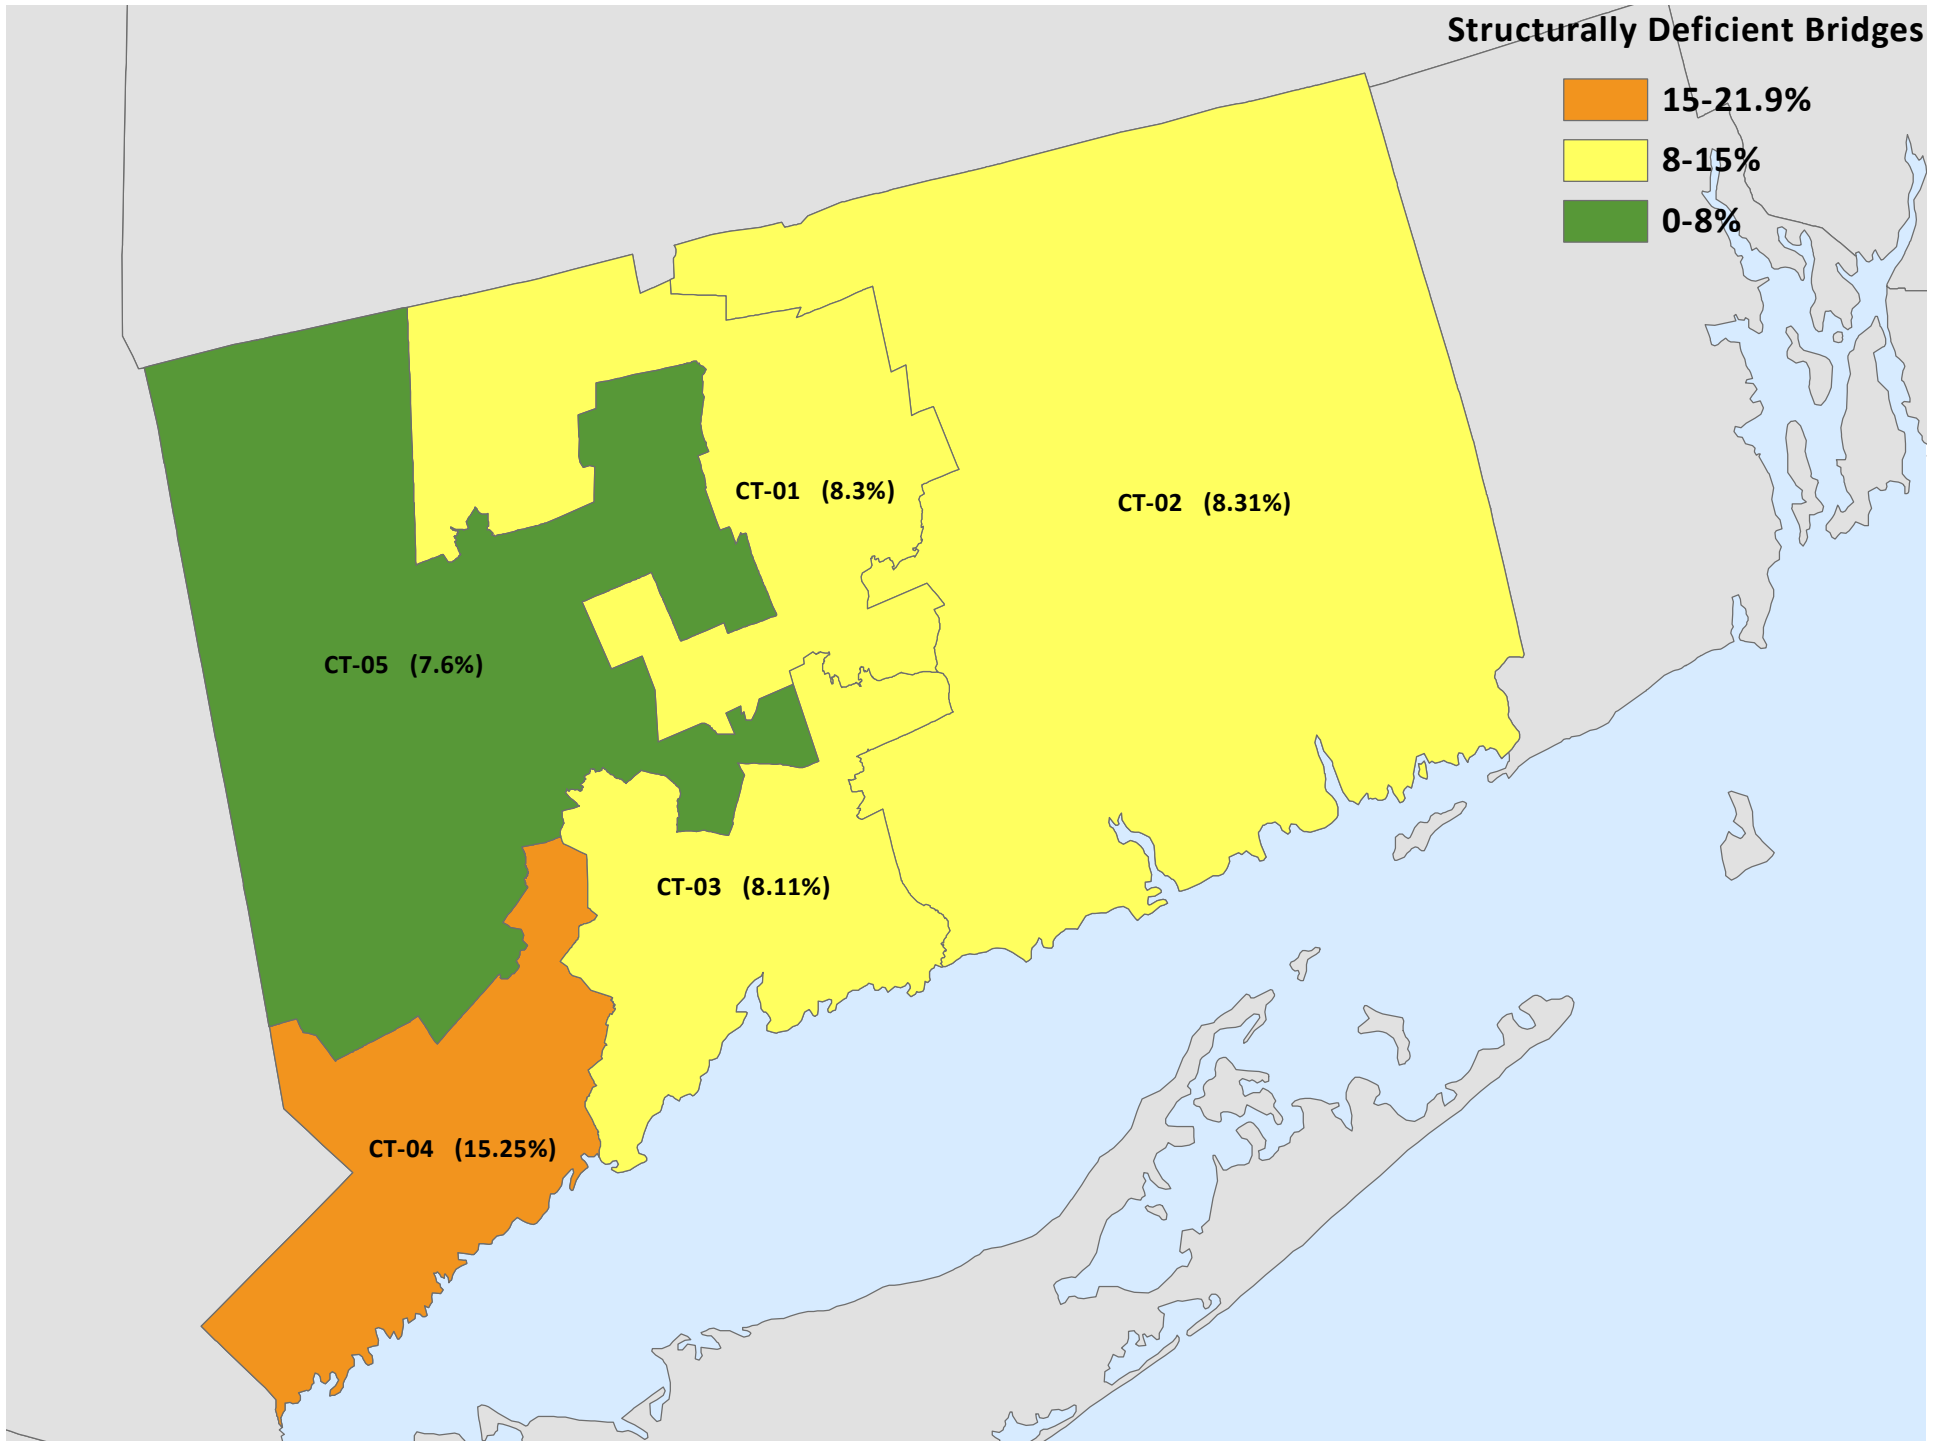 Structurally Deficient Bridges
15-21.9%
8-15%
0-8%
CT-01 (8.3%)
CT-02 (8.31%)
CT-05 (7.6%)
CT-03 (8.11%)
CT-04 (15.25%)